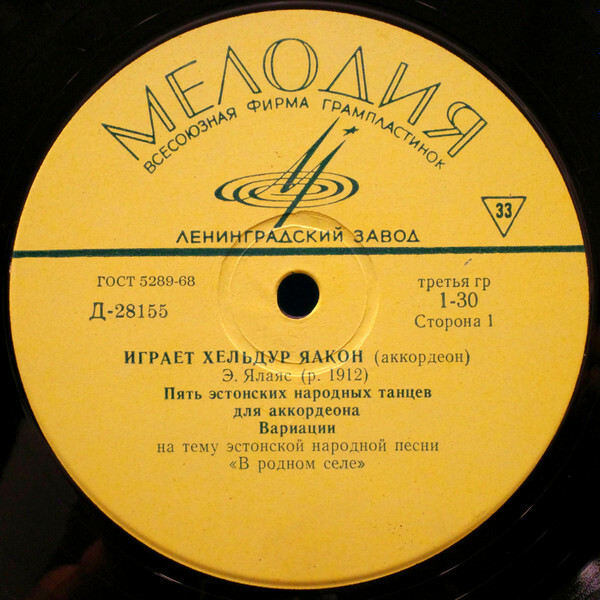 МЕЛОДИЯ
ВСЕСОЮЗНАЯ ФИРМА ГРАМПЛАСТИНОК
33
ЛЕНИНГРАДСКИЙ ЗАВОД
ГОСТ 5289-68
третья гр
Д-28155
1-30
Сторона 1
ИГРАЕТ ХЕЛЬДУР ЯАКОН (аккордеон)
Э. Ялаяс (р. 1912)
Пять эстонских народных танцев
для аккордеона
Вариации
на тему эстонской народной песни
«В родном селе»